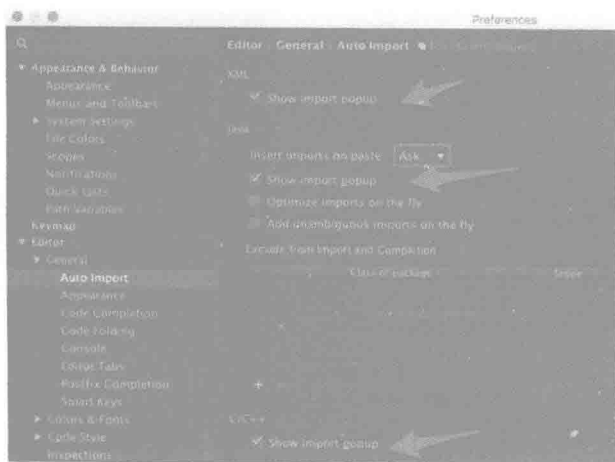 Preferences
Editor General Auto Import
Appearance & Behavior
Appearance
Menus and Toolbars
System Settings
File Colors
Scopes
Notifications
Quick Lists
Path Variables
Keymap
Editor
General
Auto Import
Appearance
Code Completion
Code Folding
Console
Editor Tabs
Postfix Completion
Smart Keys
Colors & Fonts
Code Style
Inspections
XML
Show import popup
Java
Insert imports on paste Ask
Show import popup
Optimize imports on the fly
Add unambiguous imports on the fly
Exclude from Import and Completion
Class or package
Scope
C/C++
Show import popup